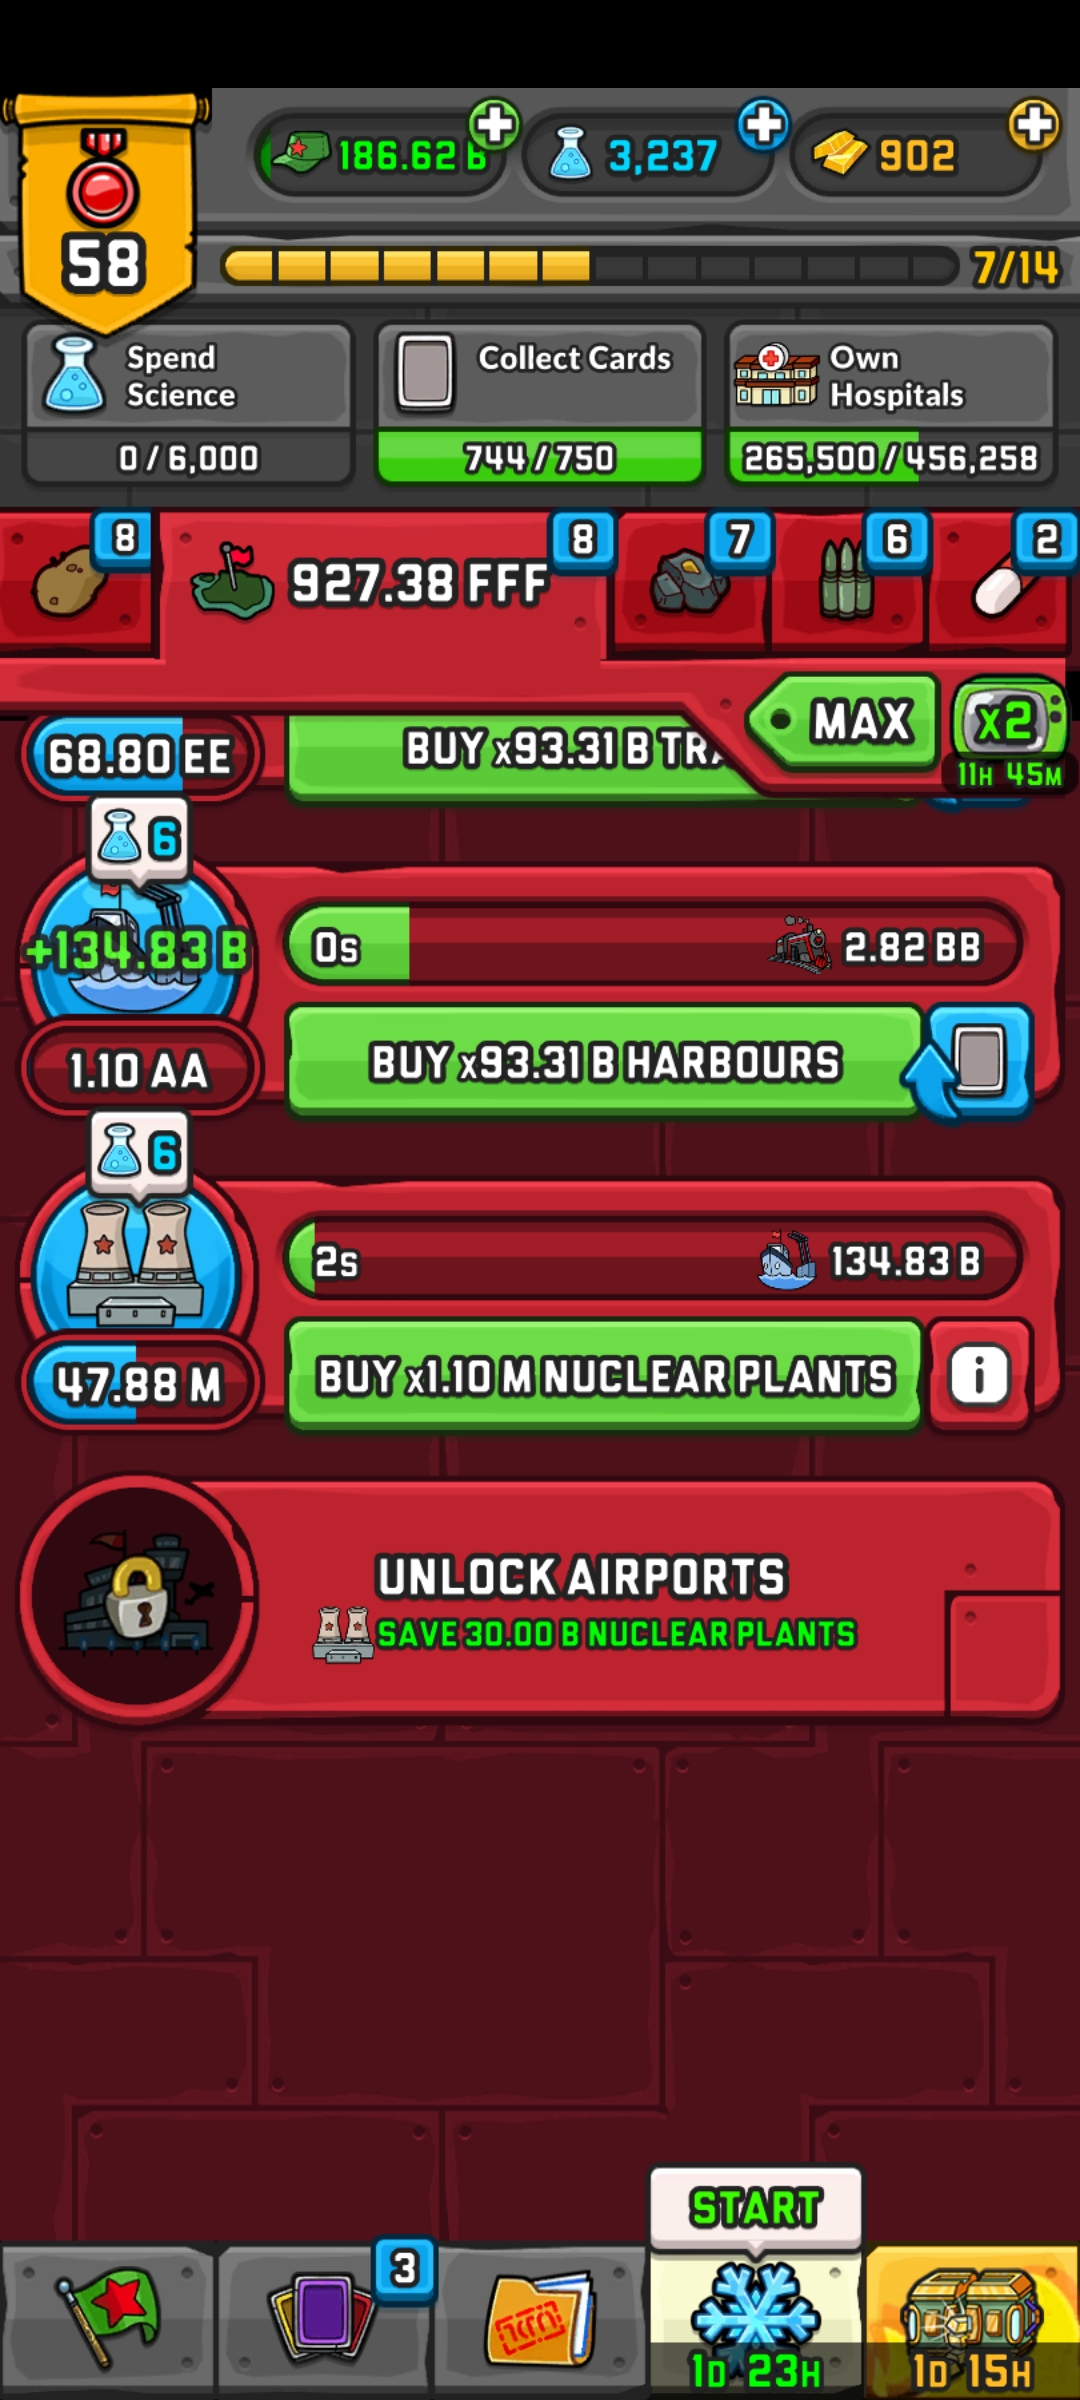 58
186.62 B
3,237
902
7/14
Spend
Science
0 / 6,000
Collect Cards
744 / 750
Own
Hospitals
265,500 / 456,258
8
927.38 FFF
8
7
6
2
MAX
x2
11H 45M
68.80 EE
BUY x93.31 B TRA
6
+134.83 B
0s
2.82 BB
1.10 AA
BUY x93.31 B HARBOURS
6
2s
134.83 B
47.88 M
BUY x1.10 M NUCLEAR PLANTS
i
UNLOCK AIRPORTS
SAVE 30.00 B NUCLEAR PLANTS
START
3
1D 23H
1D 15H